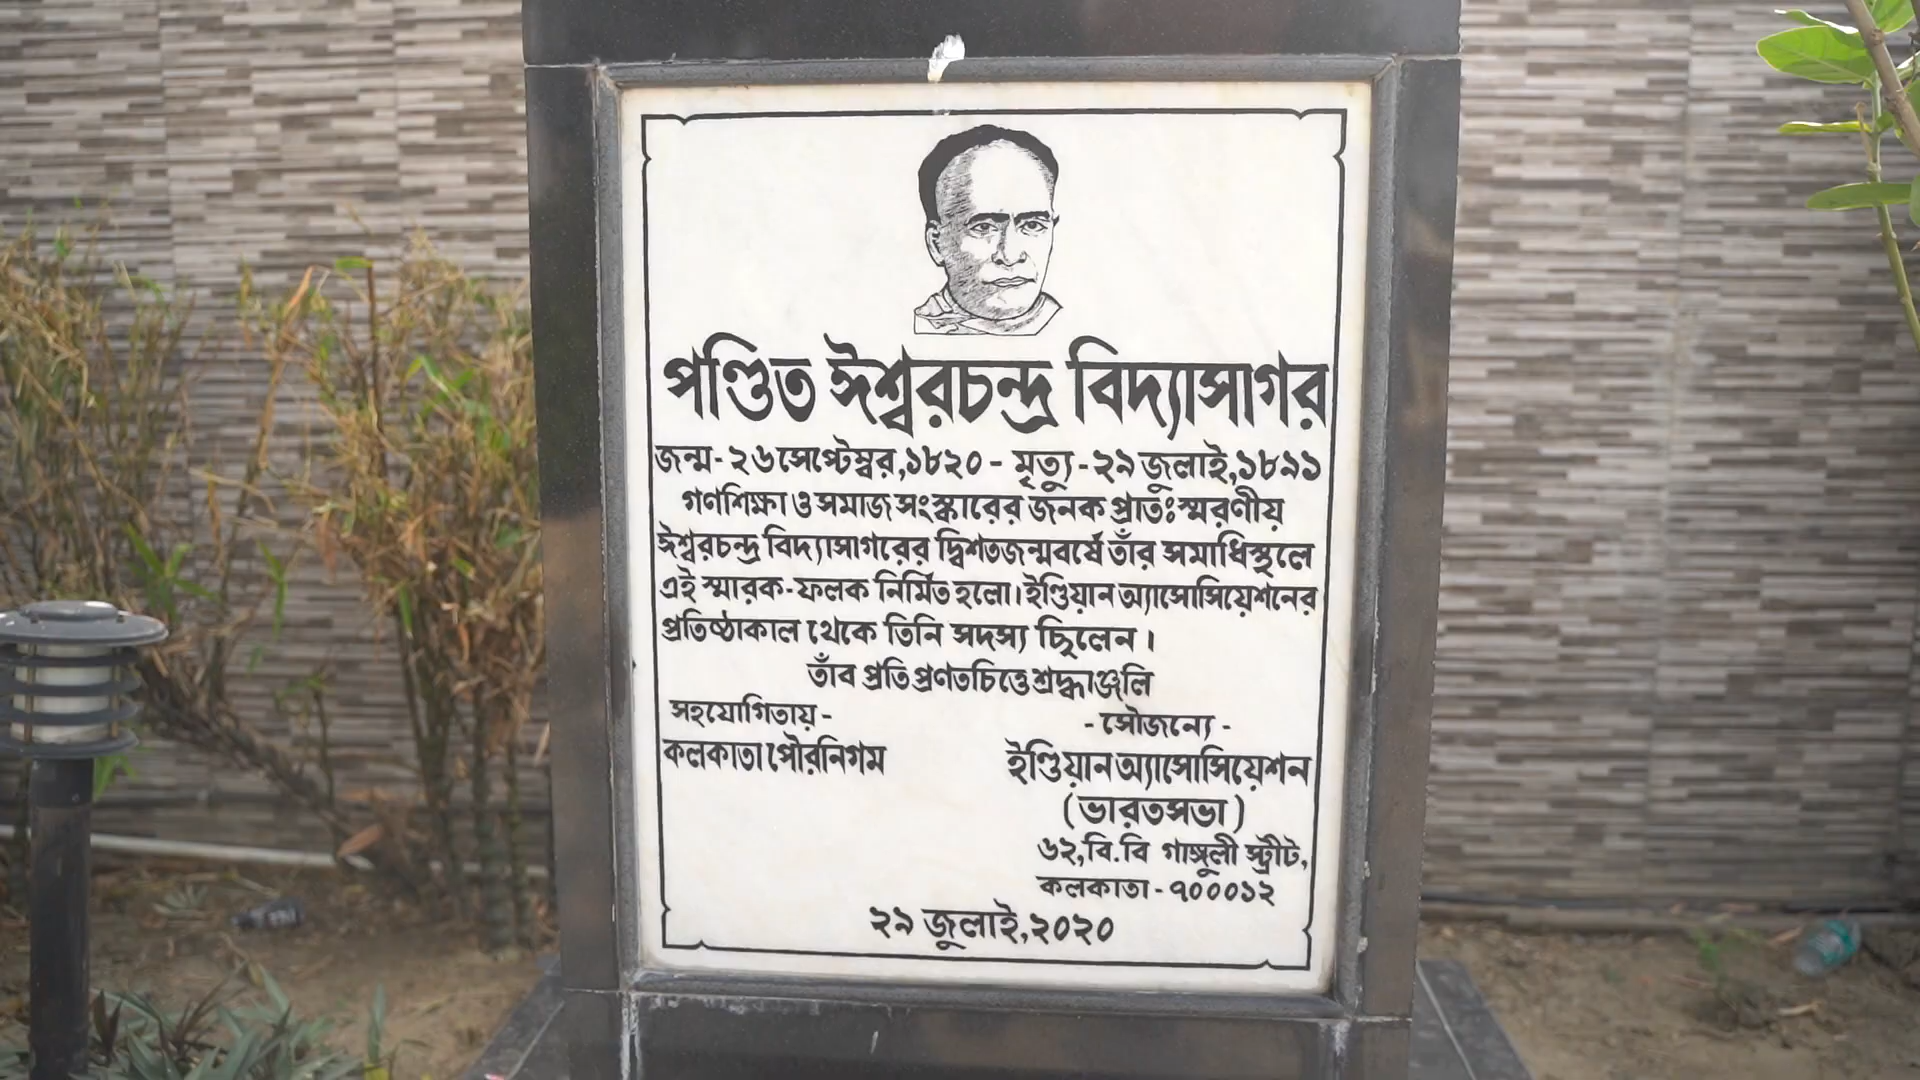 পণ্ডিত ঈশ্বরচন্দ্র বিদ্যাসাগর
জন্ম - ২৬ সেপ্টেম্বর, ১৮২০ - মৃত্যু - ২৯ জুলাই, ১৮৯১
গণশিক্ষা ও সমাজ সংস্কারের জনক প্রাতঃস্মরণীয়
ঈশ্বরচন্দ্র বিদ্যাসাগরের দ্বিশতজন্মবর্ষে তাঁর সমাধিস্থলে
এই স্মারক-ফলক নির্মিত হলো। ইণ্ডিয়ান অ্যাসোসিয়েশনের
প্রতিষ্ঠাকাল থেকে তিনি সদস্য ছিলেন।
তাঁব প্রতি প্রণতচিত্তে শ্রদ্ধাঞ্জলি
সহযোগিতায় -
কলকাতা পৌরনিগম
- সৌজন্যে -
ইণ্ডিয়ান অ্যাসোসিয়েশন
(ভারতসভা)
৬২, বি.বি গাঙ্গুলী স্ট্রীট,
কলকাতা - ৭০০০১২
২৯ জুলাই, ২০২০